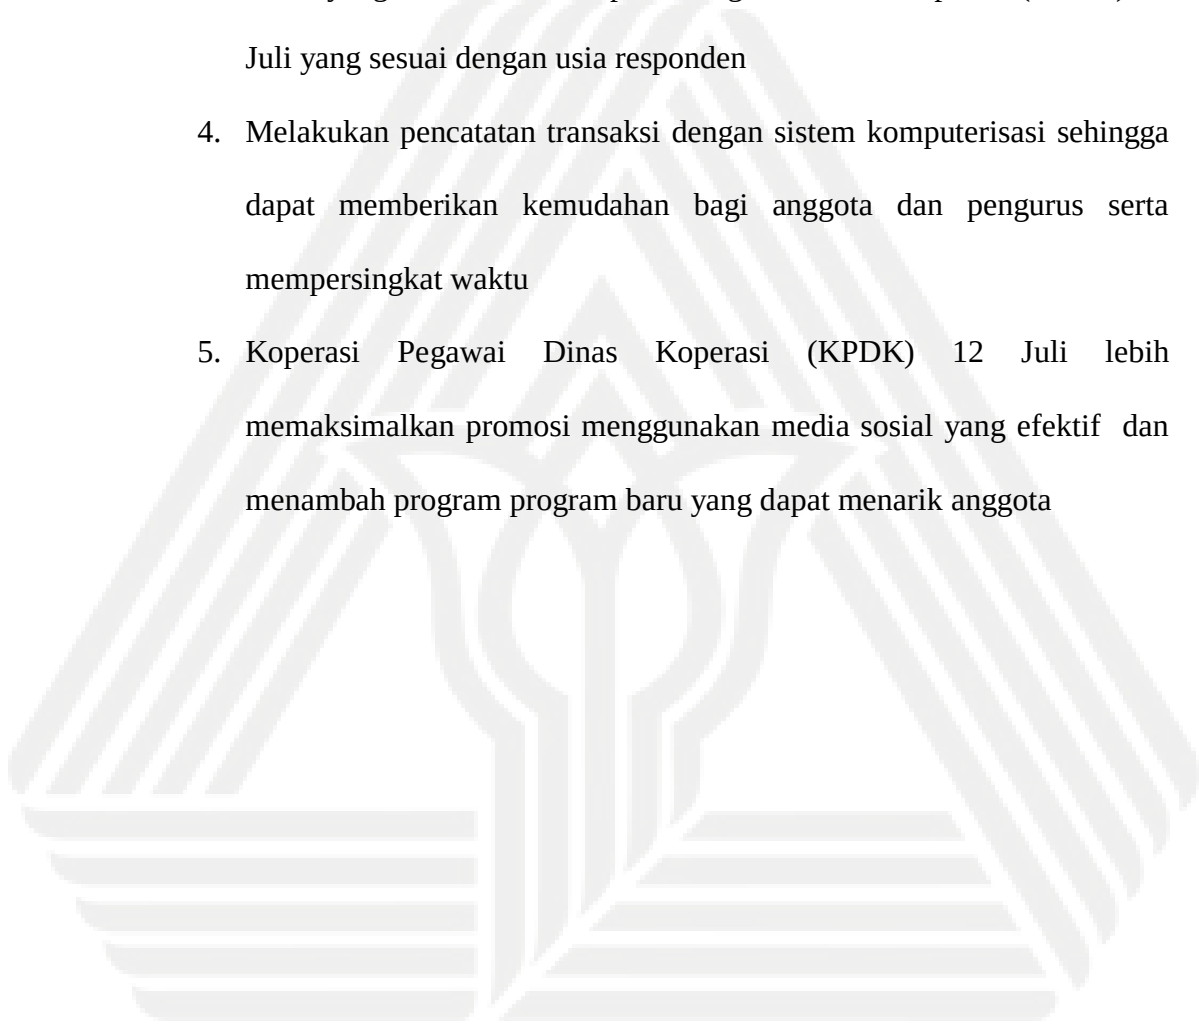 Juli yang sesuai dengan usia responden
4. Melakukan pencatatan transaksi dengan sistem komputerisasi sehingga
dapat memberikan kemudahan bagi anggota dan pengurus serta
mempersingkat waktu
5. Koperasi Pegawai Dinas Koperasi (KPDK) 12 Juli lebih
memaksimalkan promosi menggunakan media sosial yang efektif dan
menambah program program baru yang dapat menarik anggota